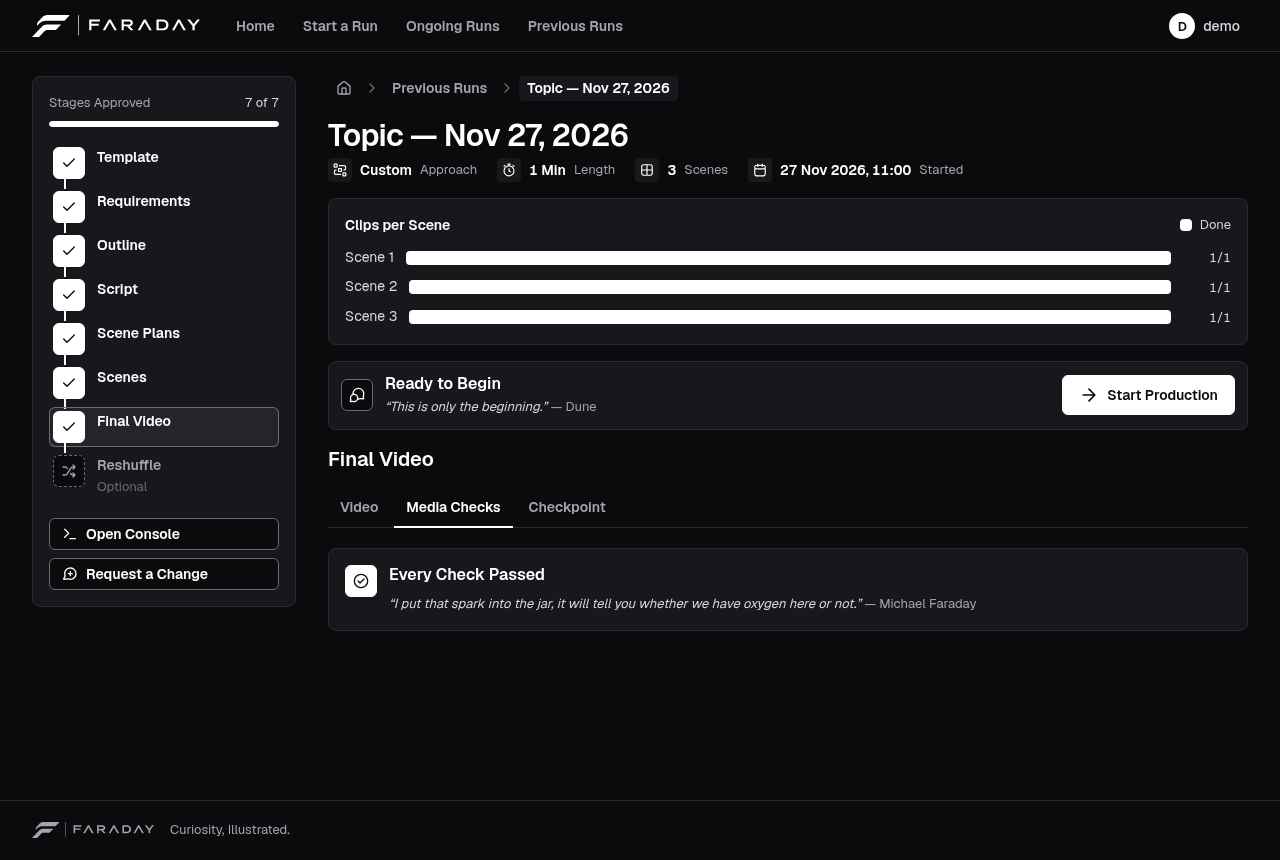 FARADAY
Home
Start a Run
Ongoing Runs
Previous Runs
D
demo
Stages Approved
7 of 7
Template
Requirements
Outline
Script
Scene Plans
Scenes
Final Video
Reshuffle
Optional
Open Console
Request a Change
Previous Runs
Topic — Nov 27, 2026
Topic — Nov 27, 2026
Custom Approach
1 Min Length
3 Scenes
27 Nov 2026, 11:00 Started
Clips per Scene
Done
Scene 1
1/1
Scene 2
1/1
Scene 3
1/1
Ready to Begin
“This is only the beginning.” — Dune
Start Production
Final Video
Video
Media Checks
Checkpoint
Every Check Passed
“I put that spark into the jar, it will tell you whether we have oxygen here or not.” — Michael Faraday
FARADAY
Curiosity, Illustrated.